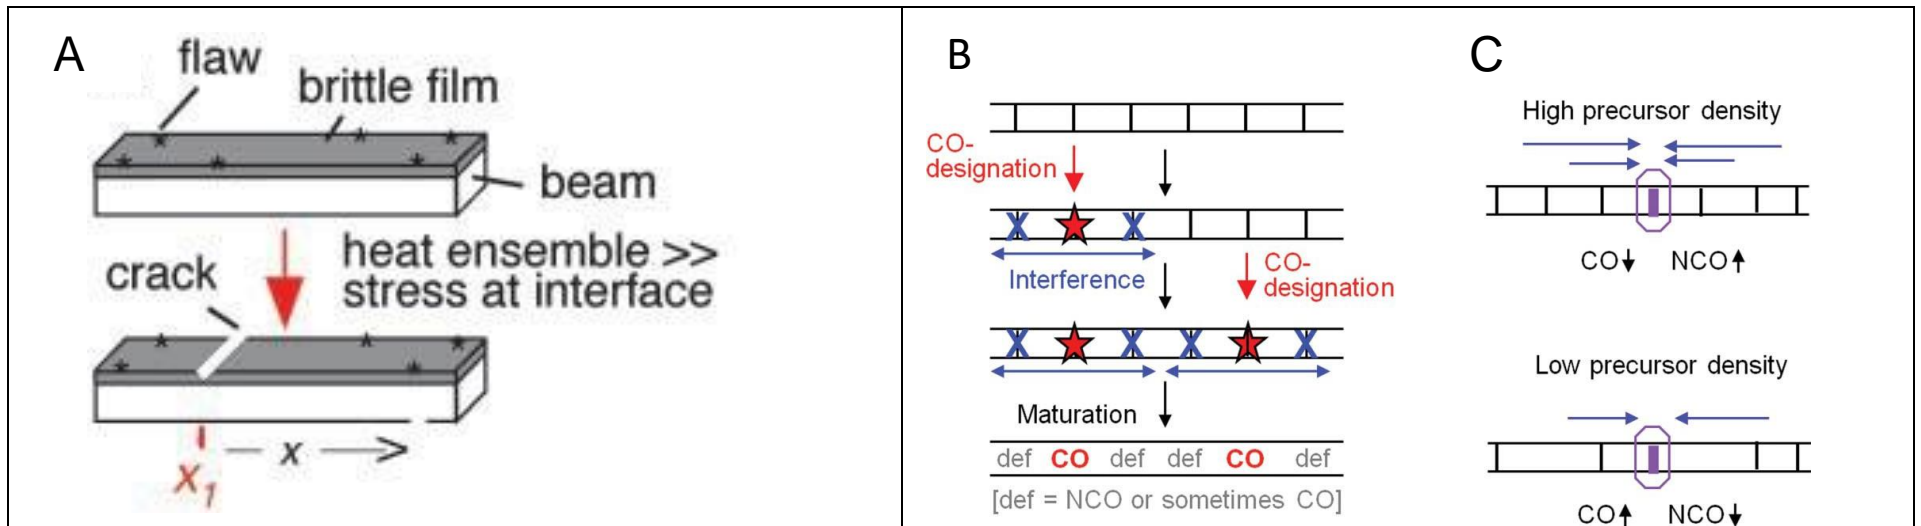 A
flaw
brittle film
beam
heat ensemble >>
stress at interface
crack
x
X1
B
CO-
designation
Interference
CO-
designation
Maturation
def CO def def CO def
[def = NCO or sometimes CO]
C
High precursor density
CO↓ NCO↑
Low precursor density
CO↑ NCO↓